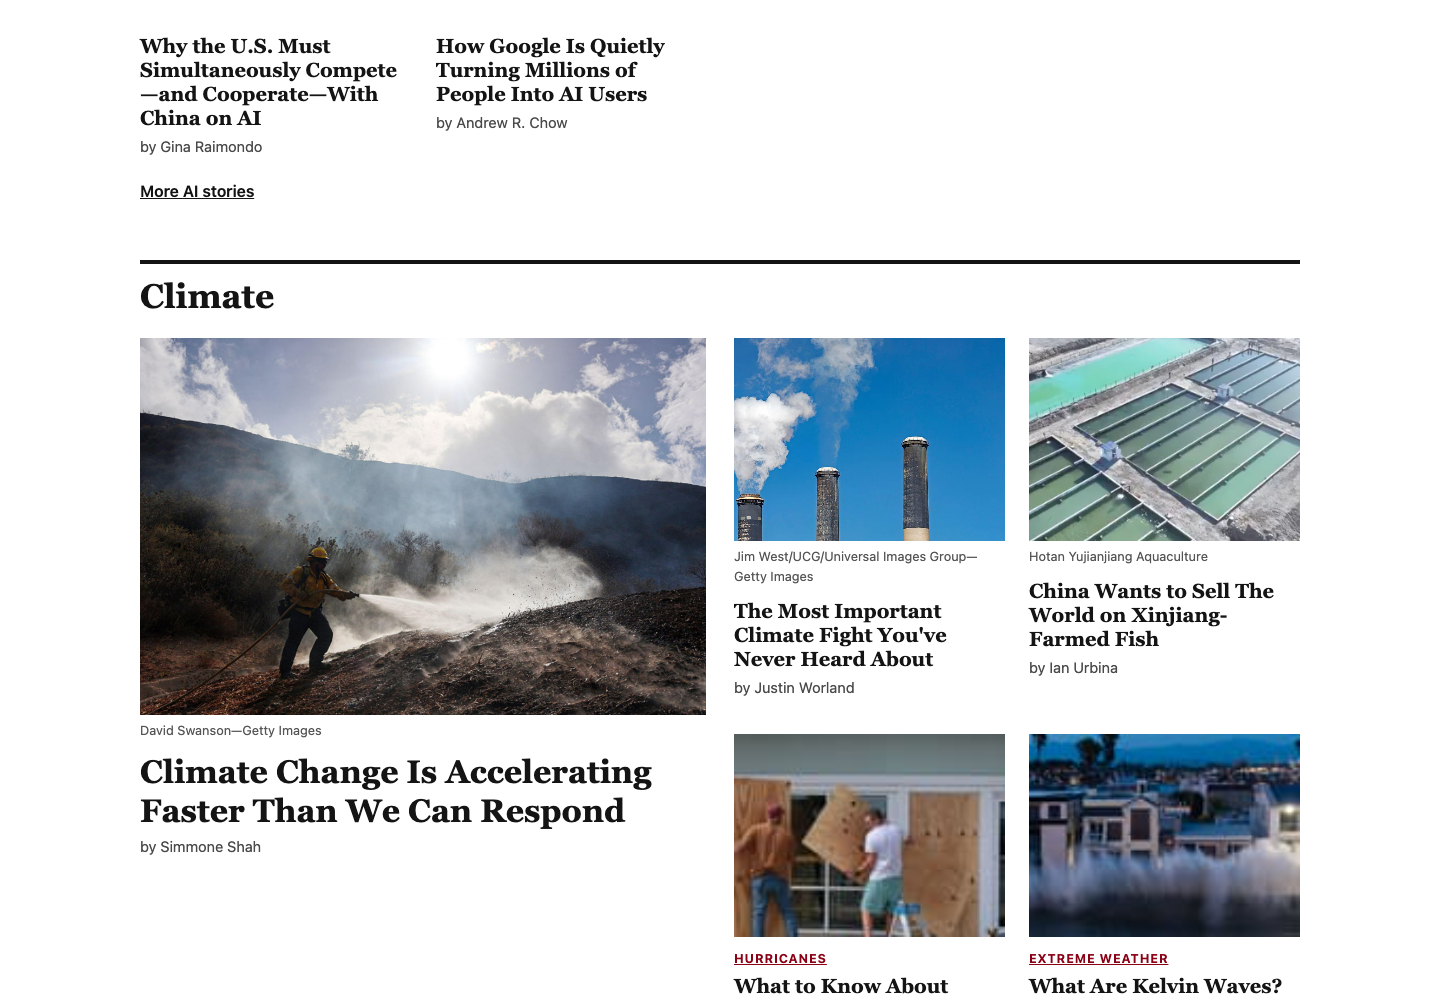 Why the U.S. Must
Simultaneously Compete
—and Cooperate—With
China on AI
by Gina Raimondo
How Google Is Quietly
Turning Millions of
People Into AI Users
by Andrew R. Chow
More AI stories
Climate
David Swanson—Getty Images
Climate Change Is Accelerating
Faster Than We Can Respond
by Simmone Shah
Jim West/UCG/Universal Images Group—
Getty Images
The Most Important
Climate Fight You've
Never Heard About
by Justin Worland
Hotan Yujianjiang Aquaculture
China Wants to Sell The
World on Xinjiang-
Farmed Fish
by Ian Urbina
HURRICANES
What to Know About
EXTREME WEATHER
What Are Kelvin Waves?